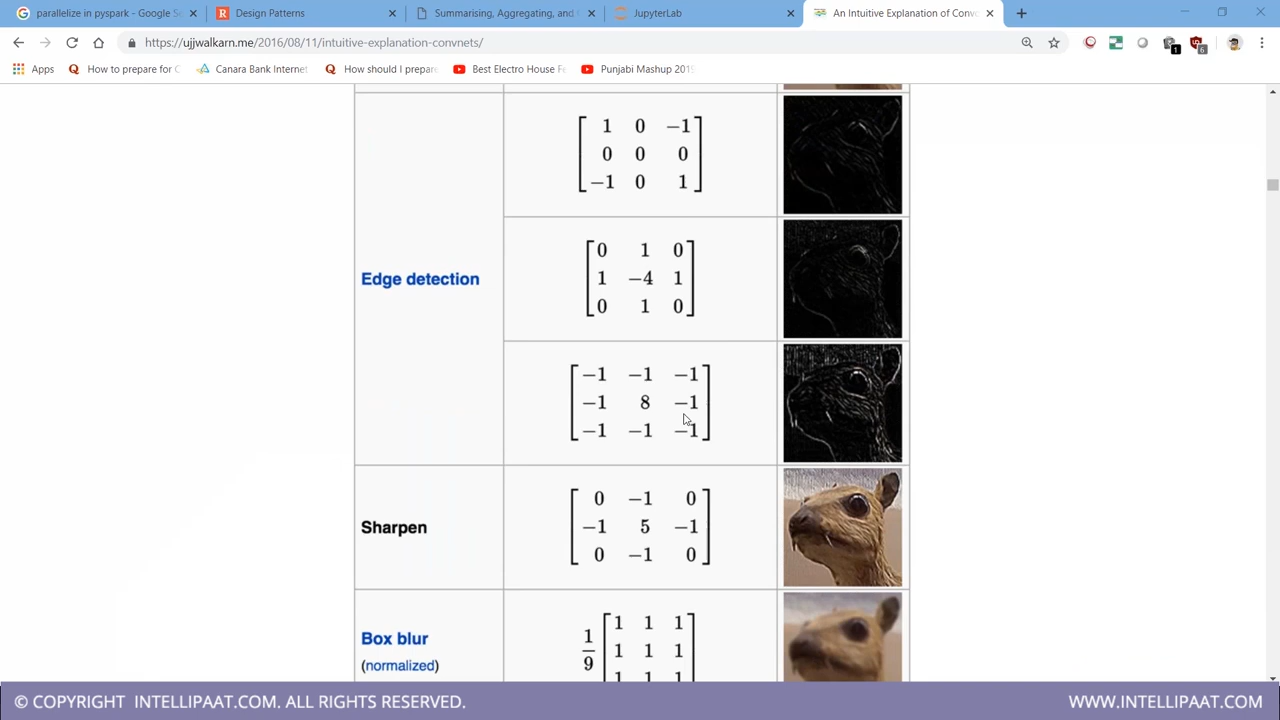 parallelize in pyspark - Google S
Design Patterns
Summarising, Aggregating, and
JupyterLab
An Intuitive Explanation of Conv
https://ujjwalkarn.me/2016/08/11/intuitive-explanation-convnets/
Apps
How to prepare for C
Canara Bank Internet
How should I prepare
Best Electro House Fe
Punjabi Mashup 2019
1 0 −1
0 0 0
−1 0 1
0 1 0
Edge detection
1 −4 1
0 1 0
−1 −1 −1
−1 8 −1
−1 −1 −1
0 −1 0
Sharpen
−1 5 −1
0 −1 0
Box blur
(normalized)
1/9
1 1 1
1 1 1
1 1 1
© COPYRIGHT INTELLIPAAT.COM. ALL RIGHTS RESERVED.
WWW.INTELLIPAAT.COM